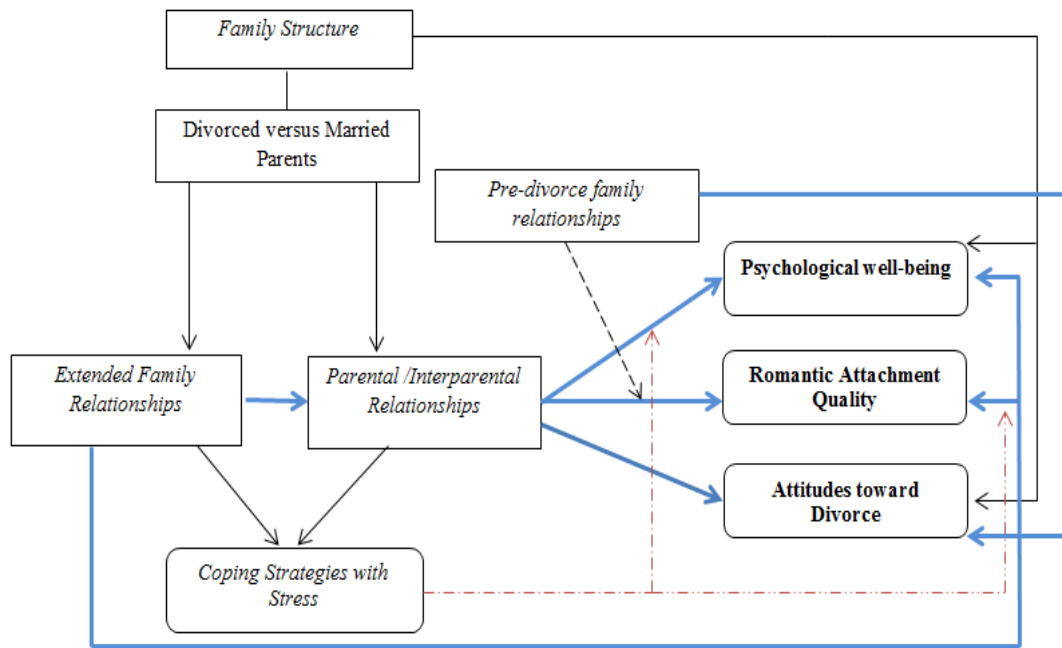 Family Structure
Divorced versus Married
Parents
Pre-divorce family
relationships
Psychological well-being
Extended Family
Relationships
Parental /Interparental
Relationships
Romantic Attachment
Quality
Attitudes toward
Divorce
Coping Strategies with
Stress